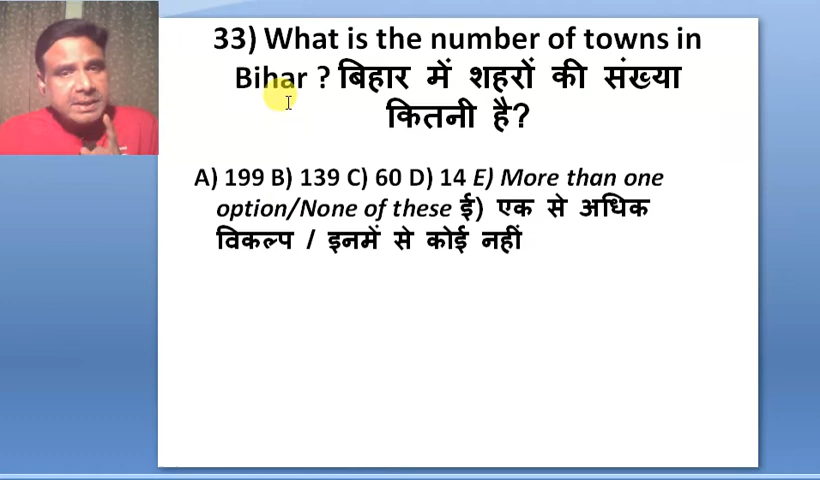 33) What is the number of towns in
Bihar ? बिहार में शहरों की संख्या
कितनी है?
A) 199 B) 139 C) 60 D) 14 E) More than one
option/None of these ई) एक से अधिक
विकल्प / इनमें से कोई नहीं